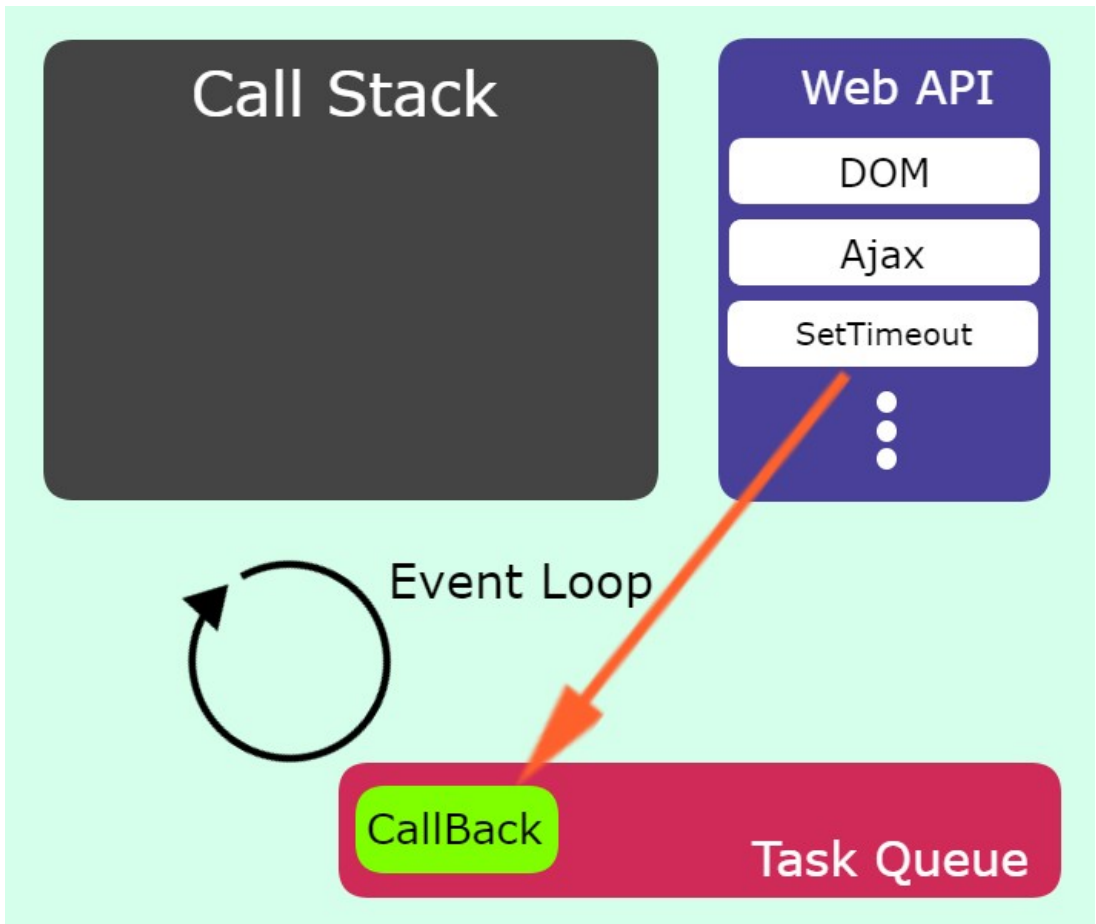 Call Stack
Web API
DOM
Ajax
SetTimeout
Event Loop
CallBack
Task Queue